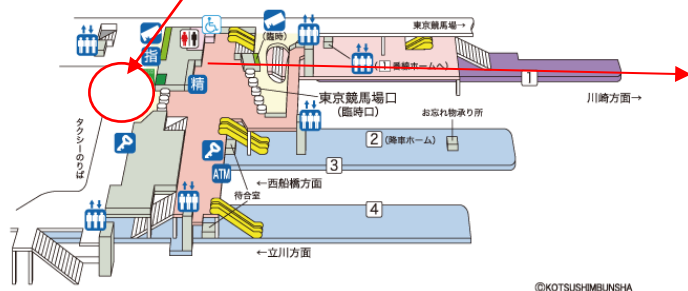 東京競馬場→
(臨時)
指
(1番線ホームへ)
1
精
川崎方面→
東京競馬場口
(臨時口)
お忘れ物承り所
タクシーのりば
2 (降車ホーム)
3
ATM
←西船橋方面
待合室
4
←立川方面
©KOTSUSHIMBUNSHA